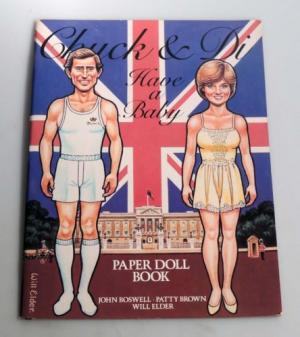 Chuck & Di
Have
a
Baby
PAPER DOLL
BOOK
JOHN BOSWELL · PATTY BROWN
WILL ELDER
Will Elder.